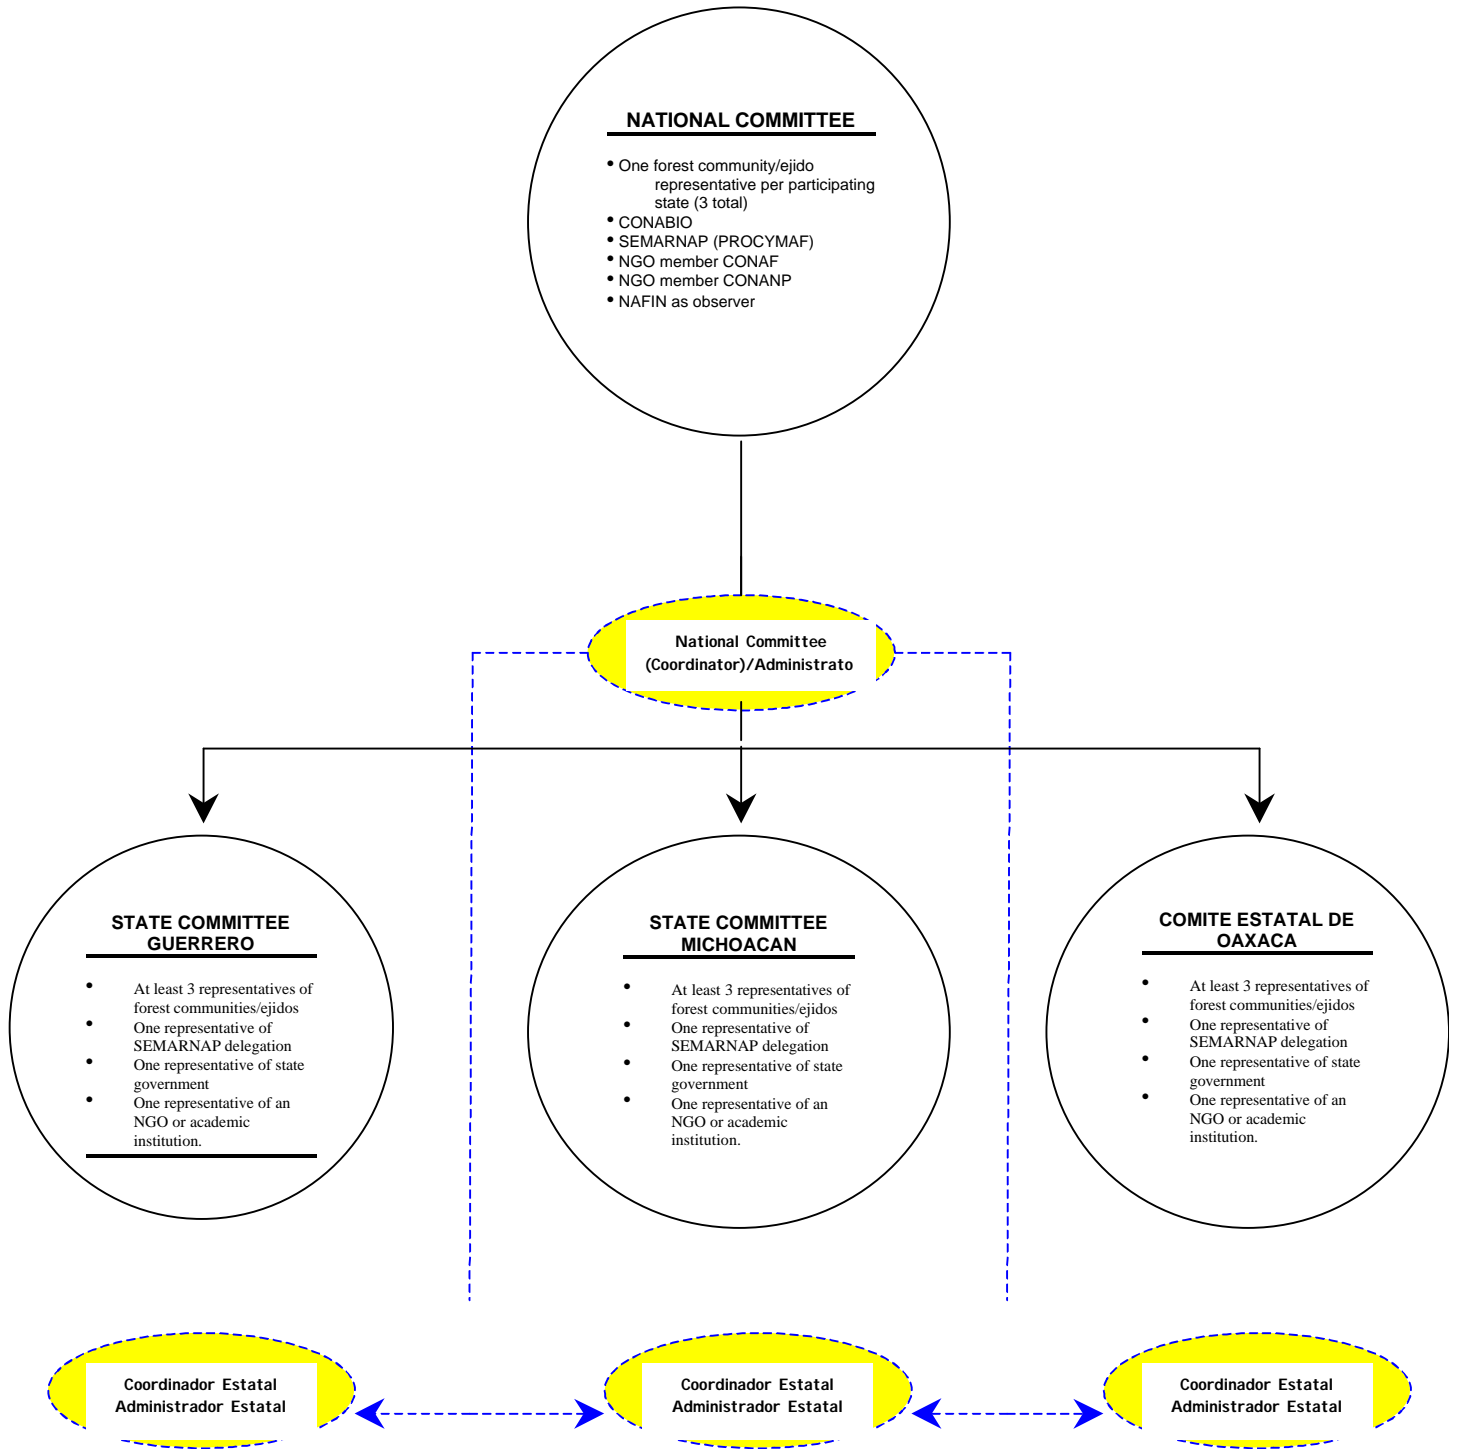 NATIONAL COMMITTEE
• One forest community/ejido
representative per participating
state (3 total)
• CONABIO
• SEMARNAP (PROCYMAF)
• NGO member CONAF
• NGO member CONANP
• NAFIN as observer
National Committee
(Coordinator)/Administrato
STATE COMMITTEE
GUERRERO
• At least 3 representatives of
forest communities/ejidos
• One representative of
SEMARNAP delegation
• One representative of state
government
• One representative of an
NGO or academic
institution.
STATE COMMITTEE
MICHOACAN
• At least 3 representatives of
forest communities/ejidos
• One representative of
SEMARNAP delegation
• One representative of state
government
• One representative of an
NGO or academic
institution.
COMITE ESTATAL DE
OAXACA
• At least 3 representatives of
forest communities/ejidos
• One representative of
SEMARNAP delegation
• One representative of state
government
• One representative of an
NGO or academic
institution.
Coordinador Estatal
Administrador Estatal
Coordinador Estatal
Administrador Estatal
Coordinador Estatal
Administrador Estatal